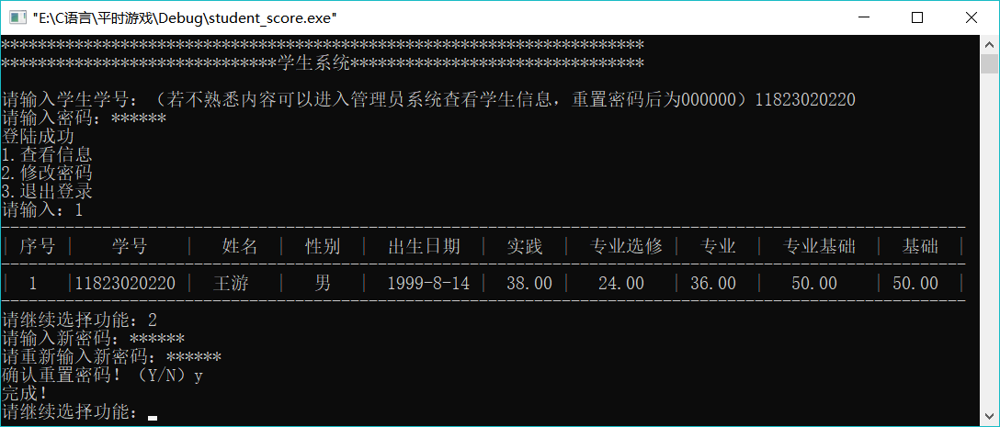 "E:\C语言\平时游戏\Debug\student_score.exe"
**********************************************************************
******************************学生系统********************************
请输入学生学号：（若不熟悉内容可以进入管理员系统查看学生信息，重置密码后为000000）11823020220
请输入密码：******
登陆成功
1.查看信息
2.修改密码
3.退出登录
请输入：1
| 序号 | 学号 | 姓名 | 性别 | 出生日期 | 实践 | 专业选修 | 专业 | 专业基础 | 基础 |
| 1 |11823020220 | 王游 | 男 | 1999-8-14 | 38.00 | 24.00 | 36.00 | 50.00 | 50.00 |
请继续选择功能：2
请输入新密码：******
请重新输入新密码：******
确认重置密码！（Y/N）y
完成！
请继续选择功能：